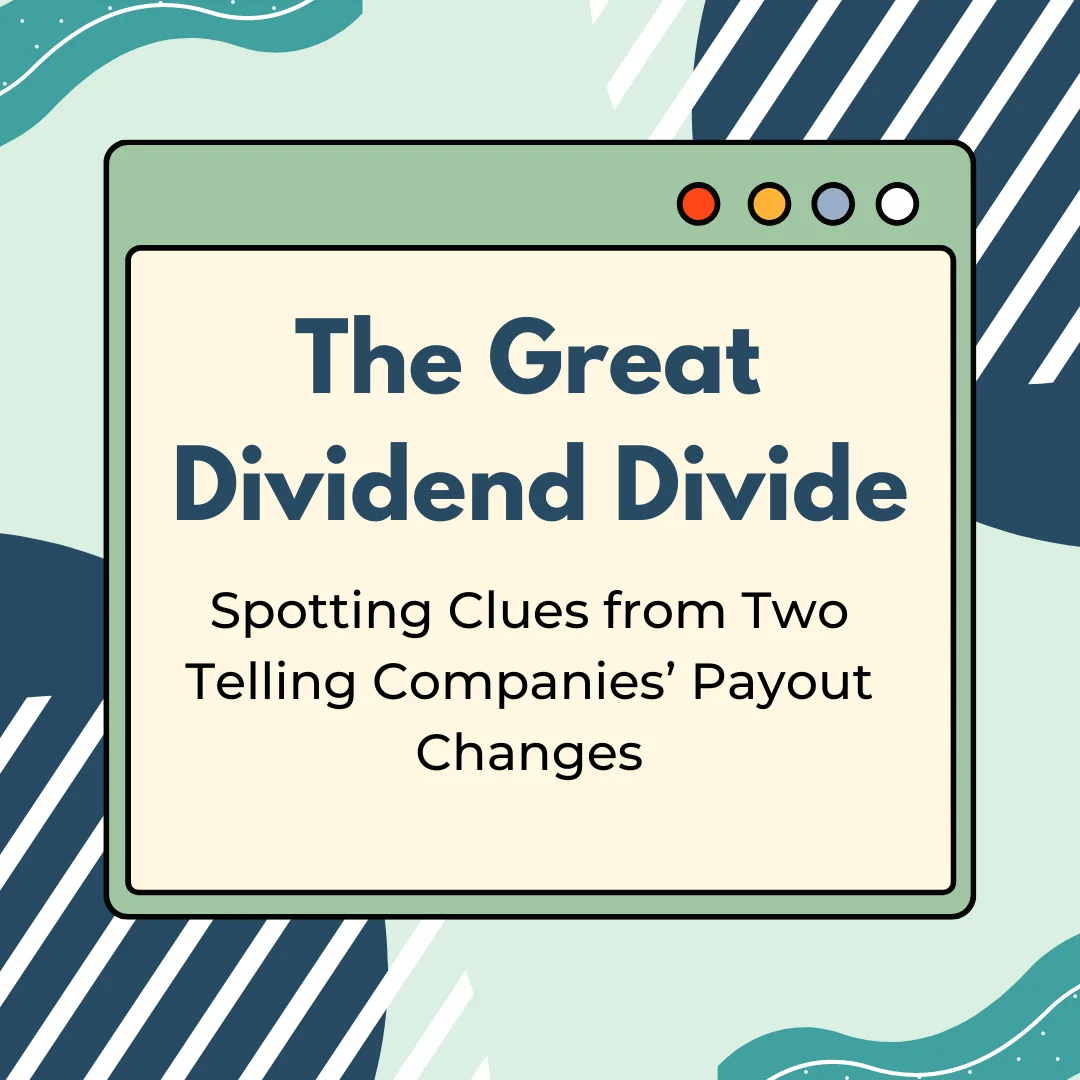 The Great
Dividend Divide
Spotting Clues from Two
Telling Companies’ Payout
Changes